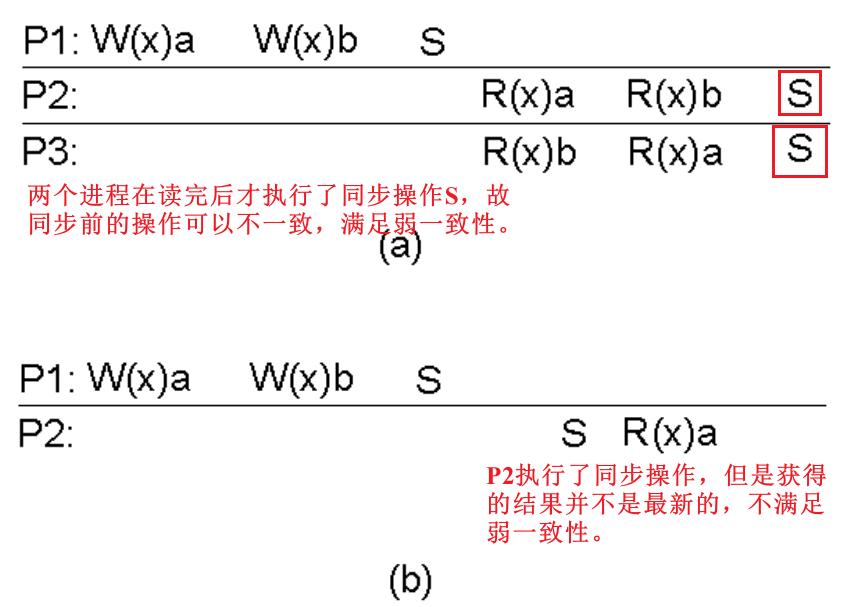 P1: W(x)a W(x)b S
P2: R(x)a R(x)b S
P3: R(x)b R(x)a S
两个进程在读完后才执行了同步操作S，故
同步前的操作可以不一致，满足弱一致性。
(a)
P1: W(x)a W(x)b S
P2: S R(x)a
P2执行了同步操作，但是获得
的结果并不是最新的，不满足
弱一致性。
(b)